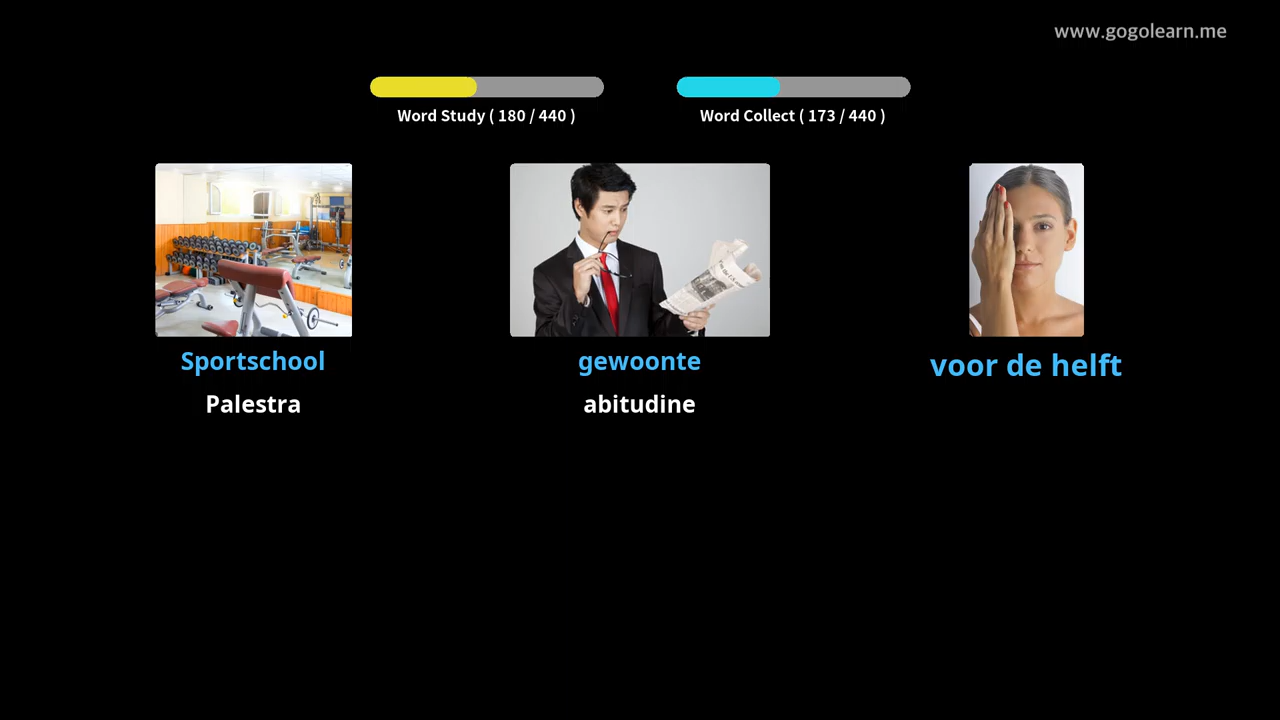 www.gogolearn.me
Word Study ( 180 / 440 )
Word Collect ( 173 / 440 )
Sportschool
gewoonte
voor de helft
Palestra
abitudine